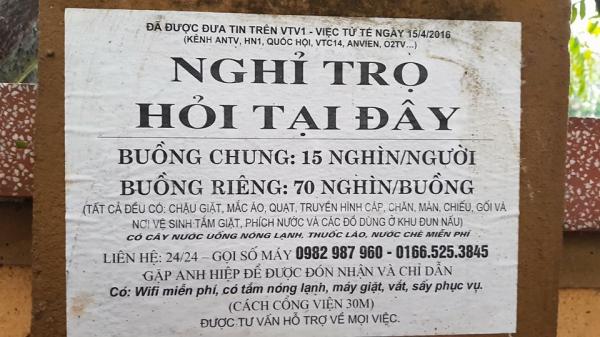 ĐÃ ĐƯỢC ĐƯA TIN TRÊN VTV1 - VIỆC TỬ TẾ NGÀY 15/4/2016
(KÊNH ANTV, HN1, QUỐC HỘI, VTC14, ANVIEN, O2TV...)
NGHỈ TRỌ
HỎI TẠI ĐÂY
BUỒNG CHUNG: 15 NGHÌN/NGƯỜI
BUỒNG RIÊNG: 70 NGHÌN/BUỒNG
(TẤT CẢ ĐỀU CÓ: CHẬU GIẶT, MẮC ÁO, QUẠT, TRUYỀN HÌNH CÁP, CHĂN, MÀN, CHIẾU, GỐI VÀ
NƠI VỆ SINH TẮM GIẶT, PHÍCH NƯỚC VÀ CÁC ĐỒ DÙNG Ở KHU ĐUN NẤU)
CÓ CÂY NƯỚC UỐNG NÓNG LẠNH, THUỐC LÀO, NƯỚC CHÈ MIỄN PHÍ
LIÊN HỆ: 24/24 – GỌI SỐ MÁY 0982 987 960 - 0166.525.3845
GẶP ANH HIỆP ĐỂ ĐƯỢC ĐÓN NHẬN VÀ CHỈ DẪN
Có: Wifi miễn phí, có tắm nóng lạnh, máy giặt, vắt, sấy phục vụ.
(CÁCH CỔNG VIỆN 30M)
ĐƯỢC TƯ VẤN HỖ TRỢ VỀ MỌI VIỆC.